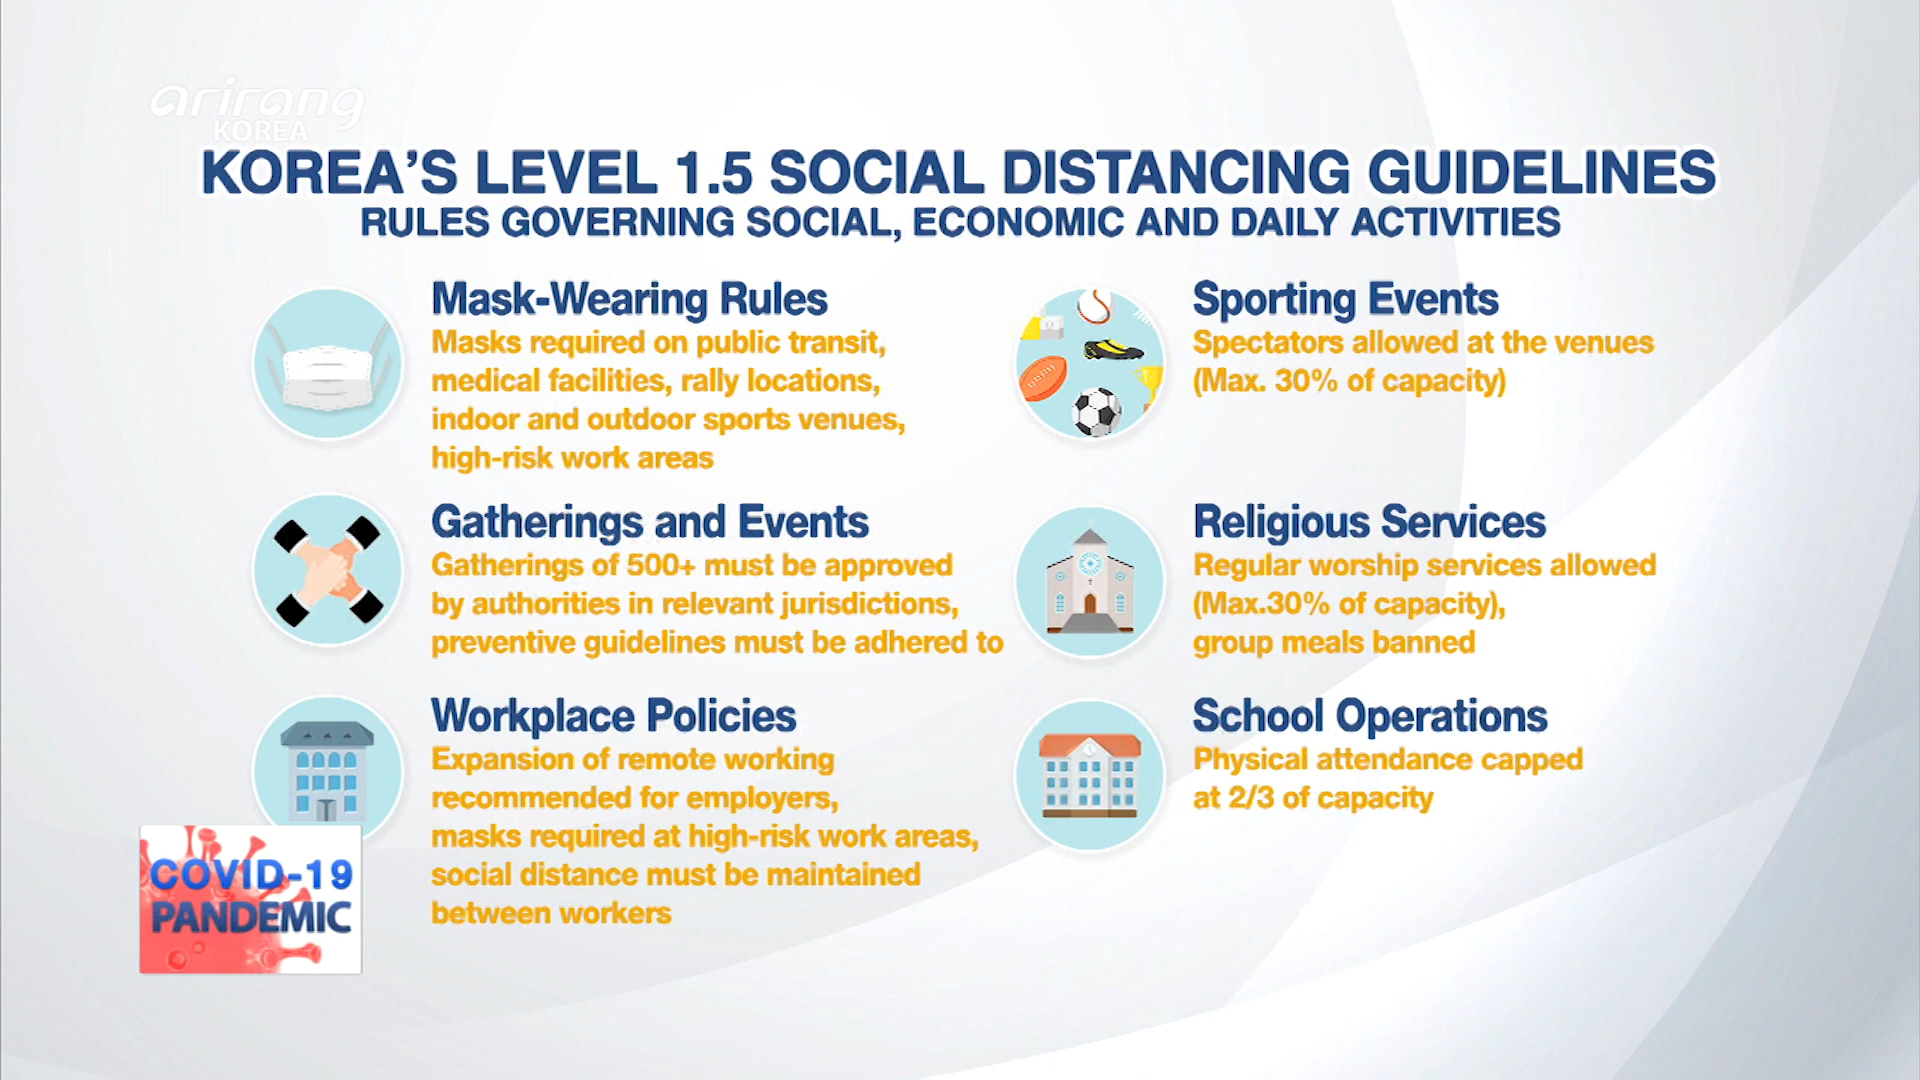 arirang
KOREA
KOREA'S LEVEL 1.5 SOCIAL DISTANCING GUIDELINES
RULES GOVERNING SOCIAL, ECONOMIC AND DAILY ACTIVITIES
Mask-Wearing Rules
Masks required on public transit,
medical facilities, rally locations,
indoor and outdoor sports venues,
high-risk work areas
Gatherings and Events
Gatherings of 500+ must be approved
by authorities in relevant jurisdictions,
preventive guidelines must be adhered to
Workplace Policies
Expansion of remote working
recommended for employers,
masks required at high-risk work areas,
social distance must be maintained
between workers
Sporting Events
Spectators allowed at the venues
(Max. 30% of capacity)
Religious Services
Regular worship services allowed
(Max.30% of capacity),
group meals banned
School Operations
Physical attendance capped
at 2/3 of capacity
COVID-19
PANDEMIC